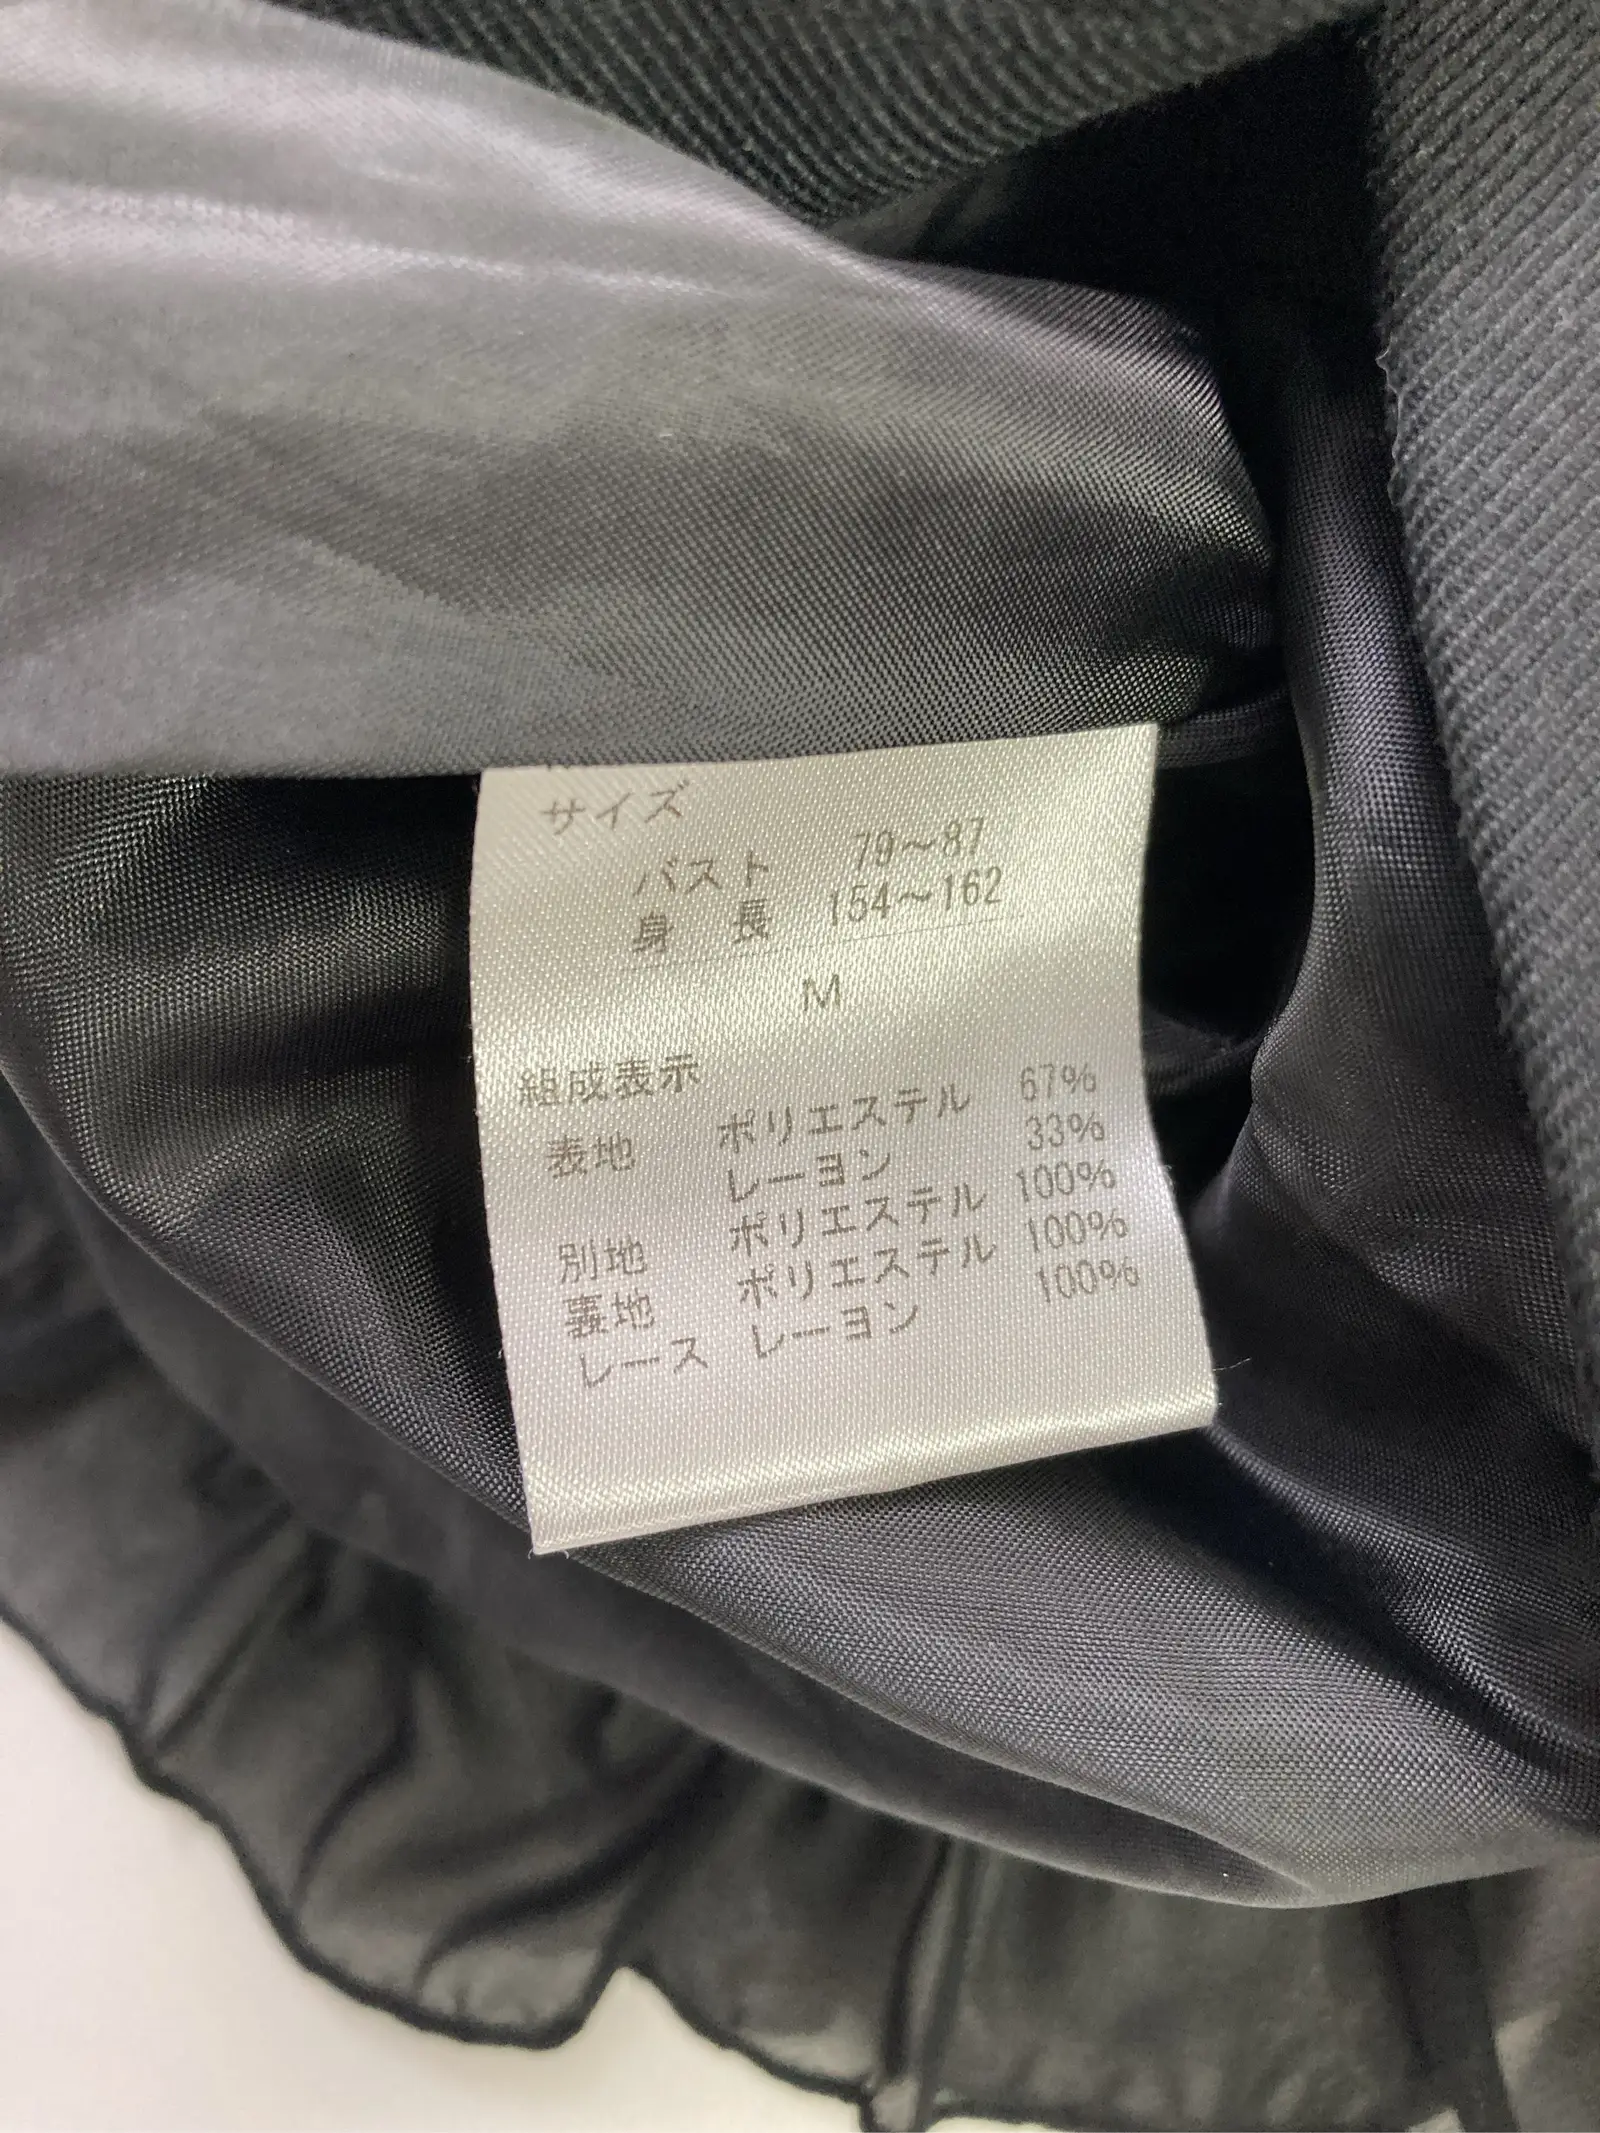 サイズ
バスト 79～87
身長 154～162
M
組成表示
表地 ポリエステル 67%
レーヨン 33%
別地 ポリエステル 100%
裏地 ポリエステル 100%
レース レーヨン 100%